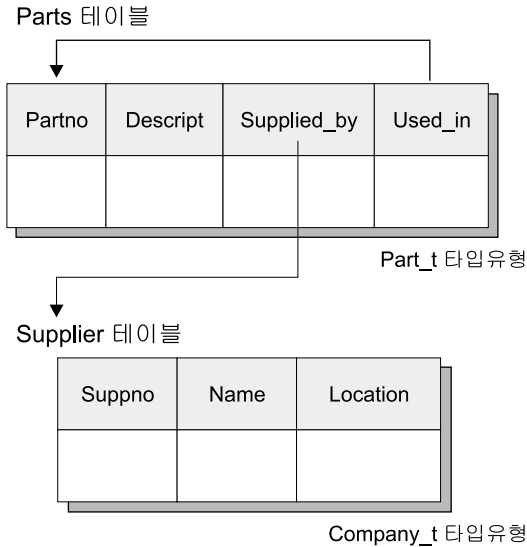 Parts 테이블
Partno Descript Supplied_by Used_in
Part_t 타입유형
Supplier 테이블
Suppno Name Location
Company_t 타입유형